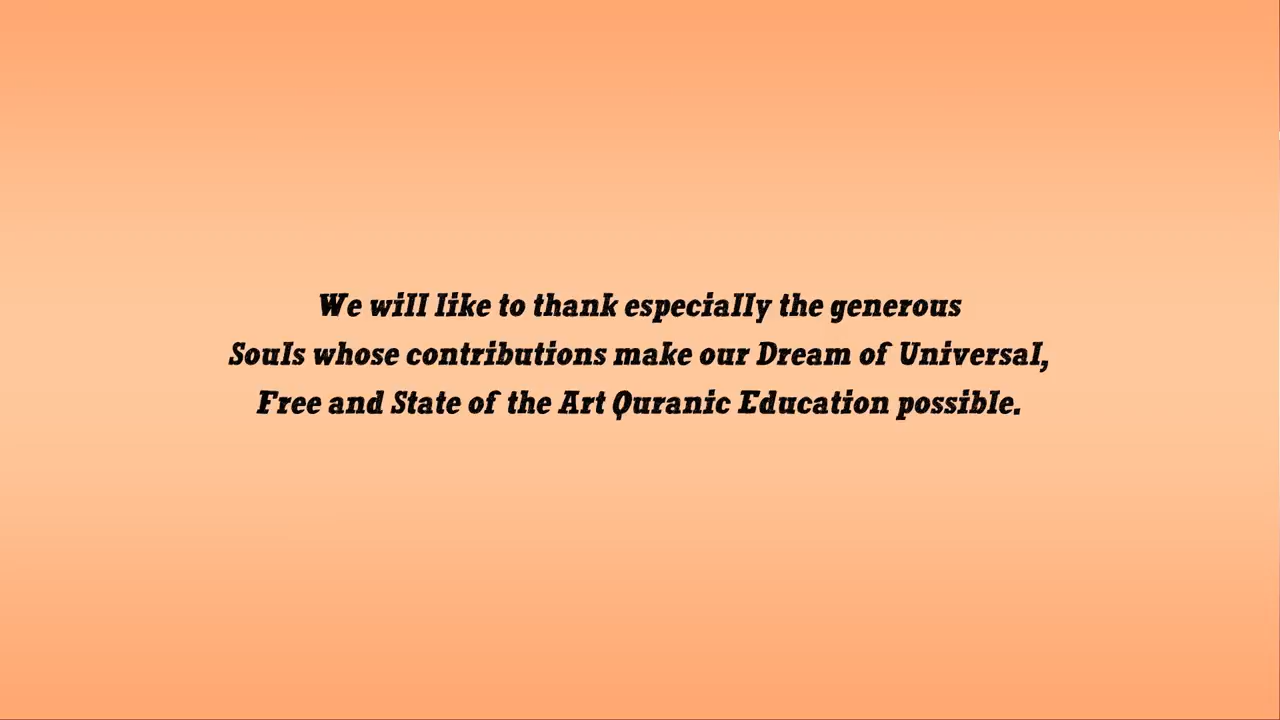 We will like to thank especially the generous
Souls whose contributions make our Dream of Universal,
Free and State of the Art Quranic Education possible.